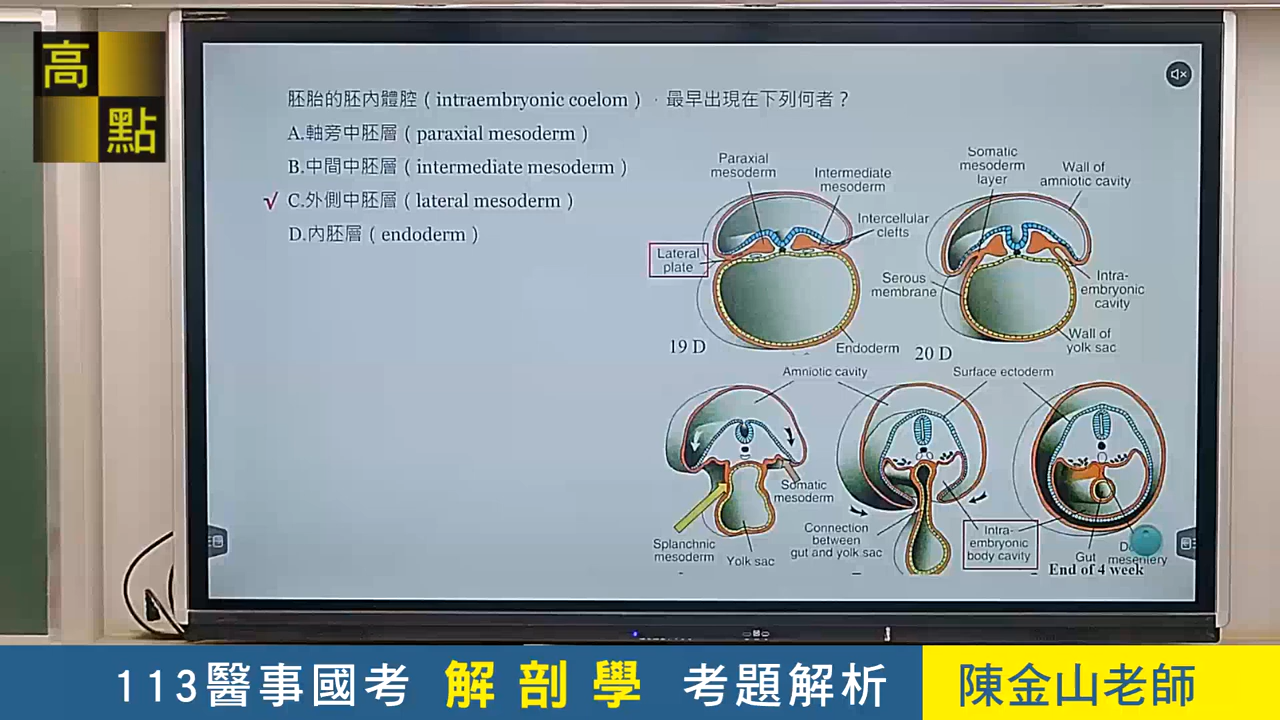 高
點
胚胎的胚內體腔（intraembryonic coelom），最早出現在下列何者？
A.軸旁中胚層（paraxial mesoderm）
B.中間中胚層（intermediate mesoderm）
√ C.外側中胚層（lateral mesoderm）
D.內胚層（endoderm）
Paraxial
mesoderm
Intermediate
mesoderm
Intercellular
clefts
Lateral
plate
Endoderm
19 D
Somatic
mesoderm
layer
Wall of
amniotic cavity
Serous
membrane
Intra-
embryonic
cavity
Wall of
yolk sac
20 D
Amniotic cavity
Surface ectoderm
Somatic
mesoderm
Splanchnic
mesoderm
Yolk sac
Connection
between
gut and yolk sac
Intra-
embryonic
body cavity
Gut
mesentery
End of 4 week
113醫事國考 解剖學 考題解析 陳金山老師